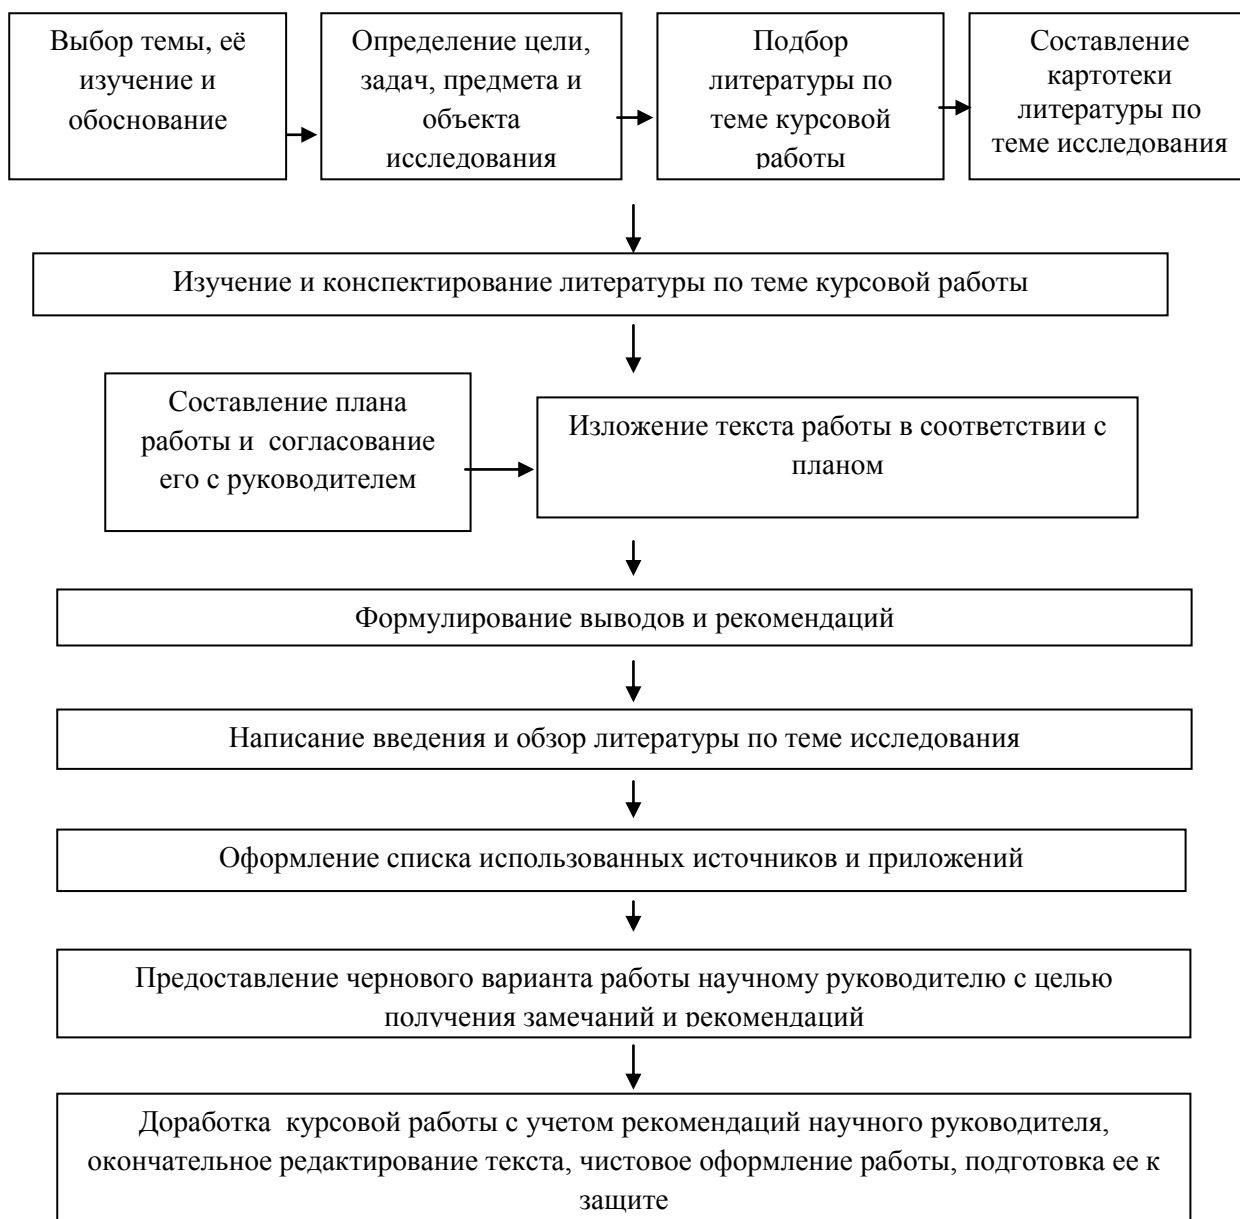 Выбор темы, её
изучение и
обоснование
Определение цели,
задач, предмета и
объекта
исследования
Подбор
литературы по
теме курсовой
работы
Составление
картотеки
литературы по
теме исследования
Изучение и конспектирование литературы по теме курсовой работы
Составление плана
работы и согласование
его с руководителем
Изложение текста работы в соответствии с
планом
Формулирование выводов и рекомендаций
Написание введения и обзор литературы по теме исследования
Оформление списка использованных источников и приложений
Предоставление чернового варианта работы научному руководителю с целью
получения замечаний и рекомендаций
Доработка курсовой работы с учетом рекомендаций научного руководителя,
окончательное редактирование текста, чистовое оформление работы, подготовка ее к
защите